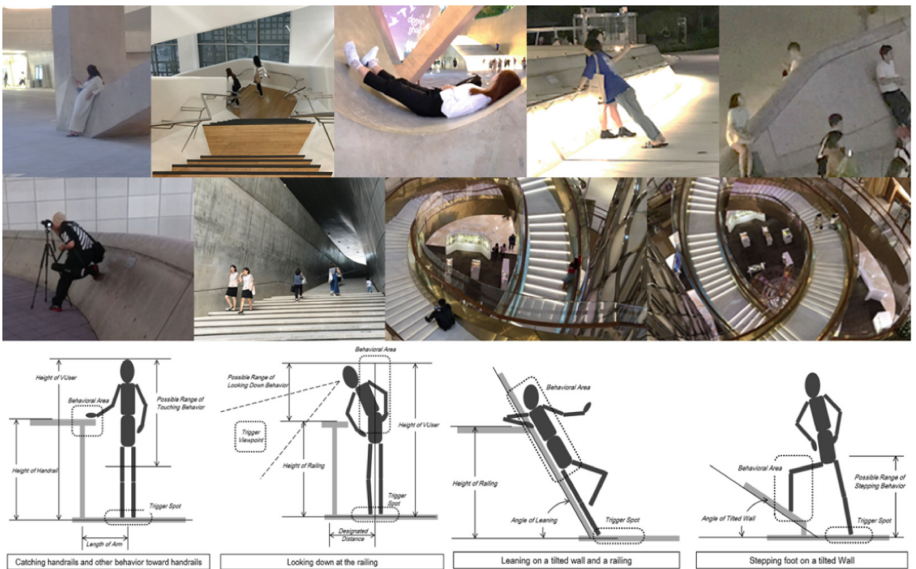 Height of VUser
Behavioral Area
Possible Range of
Touching Behavior
Height of Handrail
Trigger Spot
Length of Arm
Catching handrails and other behavior toward handrails
Behavioral Area
Possible Range of
Looking Down Behavior
Trigger
Viewpoint
Height of VUser
Height of Railing
Trigger
Spot
Designated
Distance
Looking down at the railing
Behavioral Area
Height of Railing
Angle of Leaning
Trigger Spot
Leaning on a tilted wall and a railing
Behavioral Area
Possible Range of
Stepping Behavior
Angle of Tilted Wall
Trigger Spot
Stepping foot on a tilted Wall